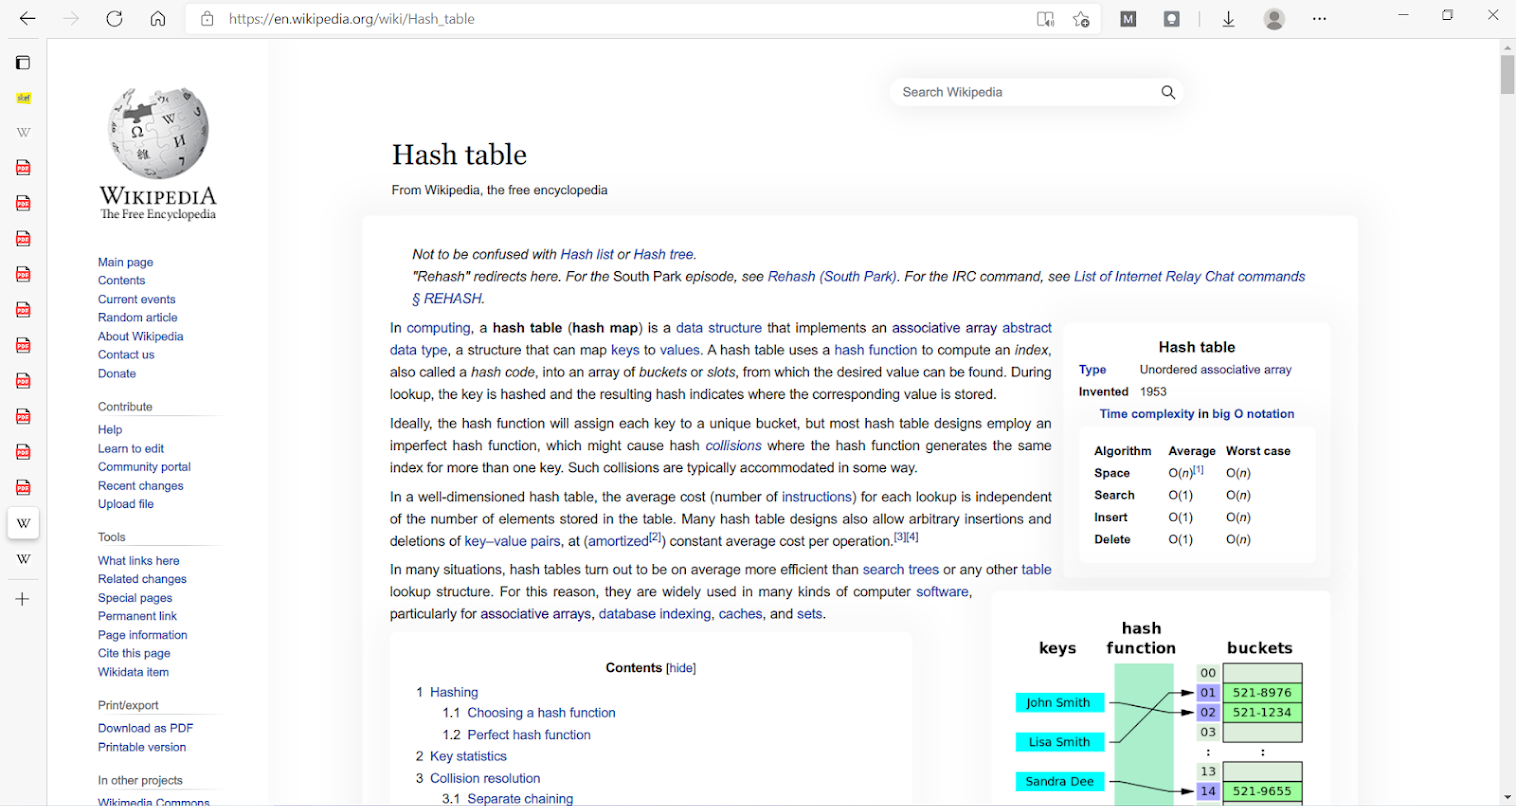 https://en.wikipedia.org/wiki/Hash_table
M
WIKIPEDIA
The Free Encyclopedia
Main page
Contents
Current events
Random article
About Wikipedia
Contact us
Donate
Contribute
Help
Learn to edit
Community portal
Recent changes
Upload file
Tools
What links here
Related changes
Special pages
Permanent link
Page information
Cite this page
Wikidata item
Print/export
Download as PDF
Printable version
In other projects
Wikimedia Commons
Search Wikipedia
Hash table
From Wikipedia, the free encyclopedia
Not to be confused with Hash list or Hash tree.
"Rehash" redirects here. For the South Park episode, see Rehash (South Park). For the IRC command, see List of Internet Relay Chat commands
§ REHASH.
In computing, a hash table (hash map) is a data structure that implements an associative array abstract
data type, a structure that can map keys to values. A hash table uses a hash function to compute an index,
also called a hash code, into an array of buckets or slots, from which the desired value can be found. During
lookup, the key is hashed and the resulting hash indicates where the corresponding value is stored.
Ideally, the hash function will assign each key to a unique bucket, but most hash table designs employ an
imperfect hash function, which might cause hash collisions where the hash function generates the same
index for more than one key. Such collisions are typically accommodated in some way.
In a well-dimensioned hash table, the average cost (number of instructions) for each lookup is independent
of the number of elements stored in the table. Many hash table designs also allow arbitrary insertions and
deletions of key–value pairs, at (amortized[2]) constant average cost per operation.[3][4]
In many situations, hash tables turn out to be on average more efficient than search trees or any other table
lookup structure. For this reason, they are widely used in many kinds of computer software,
particularly for associative arrays, database indexing, caches, and sets.
Contents [hide]
1 Hashing
1.1 Choosing a hash function
1.2 Perfect hash function
2 Key statistics
3 Collision resolution
3.1 Separate chaining
Hash table
Type Unordered associative array
Invented 1953
Time complexity in big O notation
Algorithm Average Worst case
Space O(n)[1] O(n)
Search O(1) O(n)
Insert O(1) O(n)
Delete O(1) O(n)
keys hash function buckets
00
01 521-8976
John Smith 02 521-1234
03
Lisa Smith
: :
13
Sandra Dee 14 521-9655
W
PDF
PDF
PDF
PDF
PDF
PDF
PDF
PDF
PDF
PDF
W
W